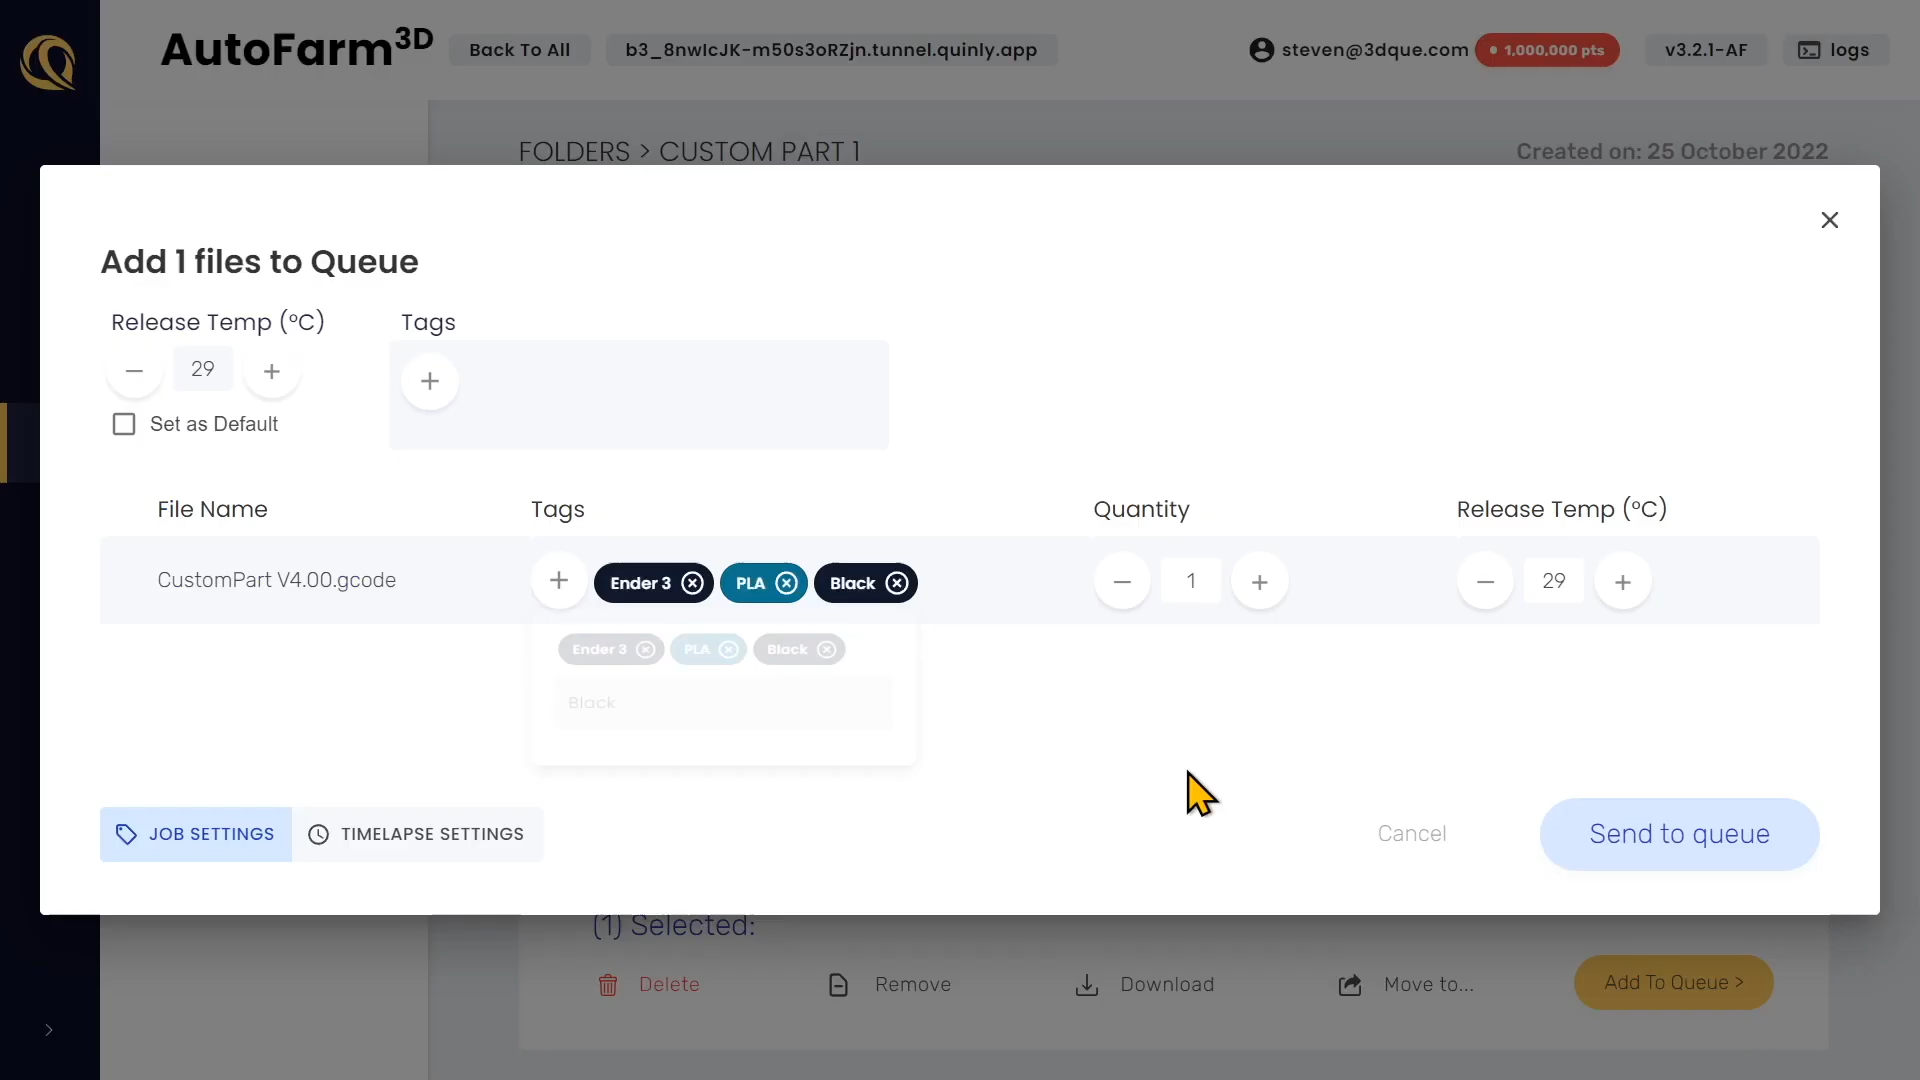 AutoFarm3D
Back To All
b3_8nwIcJK-m50s3oRZjn.tunnel.quinly.app
steven@3dque.com
1,000,000 pts
v3.2.1-AF
logs
FOLDERS > CUSTOM PART 1
Created on: 25 October 2022
Add 1 files to Queue
Release Temp (°C)
Tags
29
Set as Default
File Name
Tags
Quantity
Release Temp (°C)
CustomPart V4.00.gcode
Ender 3
PLA
Black
1
29
Ender 3
PLA
Black
Black
JOB SETTINGS
TIMELAPSE SETTINGS
Cancel
Send to queue
(1) Selected:
Delete
Remove
Download
Move to...
Add To Queue >